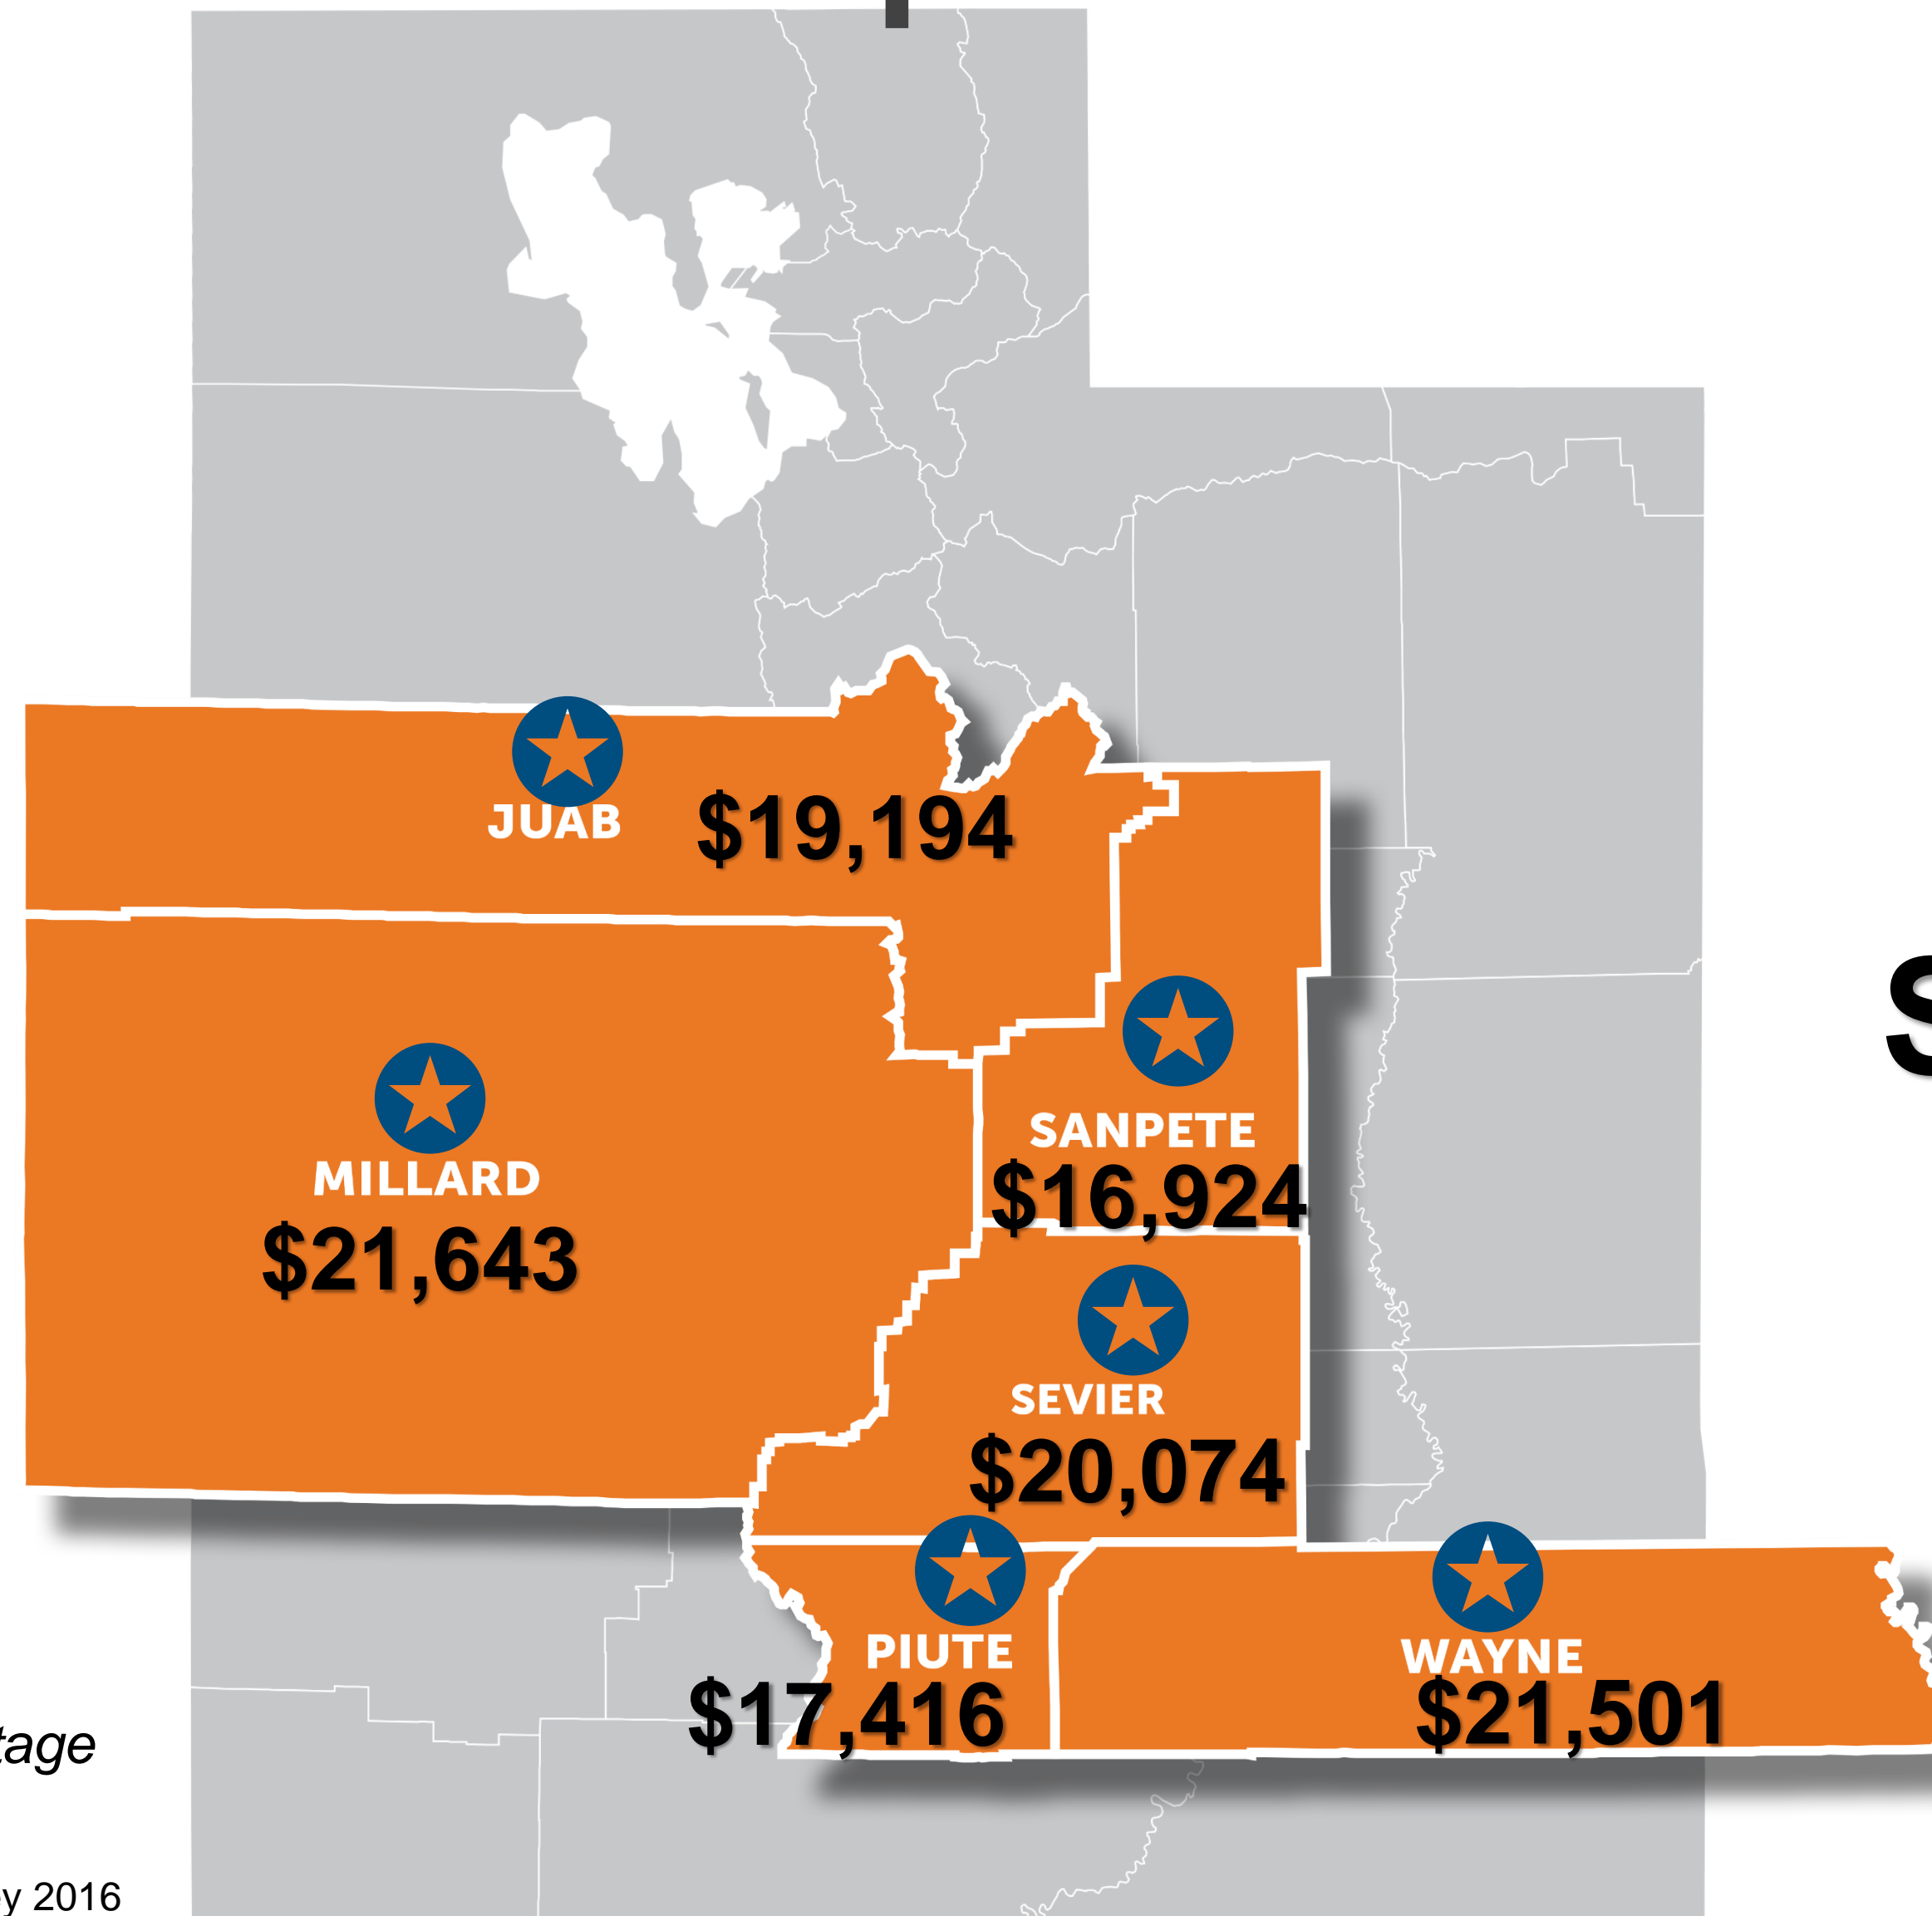 JUAB
$19,194
MILLARD
$21,643
SANPETE
$16,924
SEVIER
$20,074
PIUTE
$17,416
WAYNE
$21,501
2016